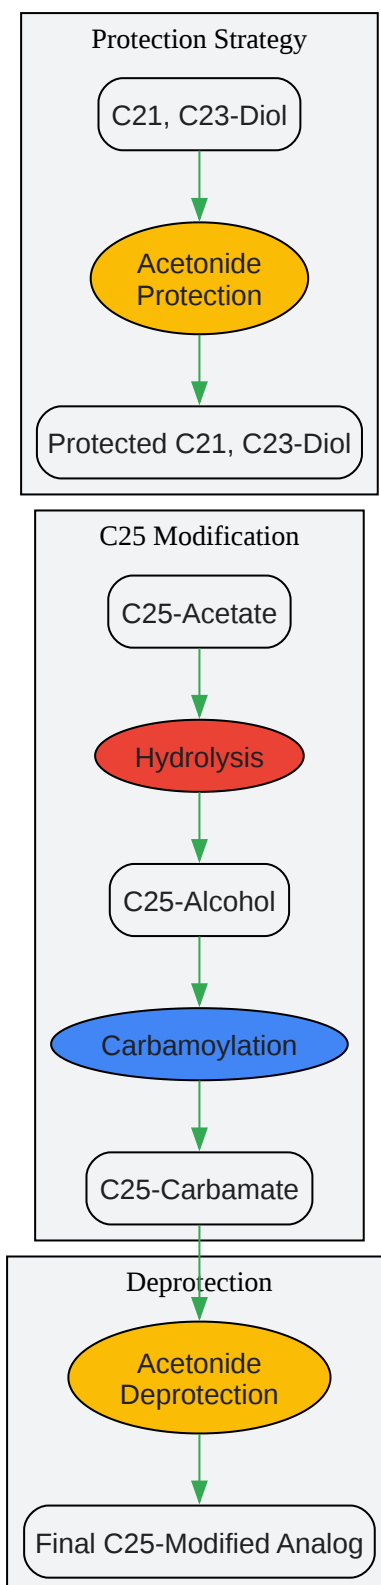 Protection Strategy
C21, C23-Diol
Acetonide
Protection
Protected C21, C23-Diol
C25 Modification
C25-Acetate
Hydrolysis
C25-Alcohol
Carbamoylation
C25-Carbamate
Deprotection
Acetonide
Deprotection
Final C25-Modified Analog